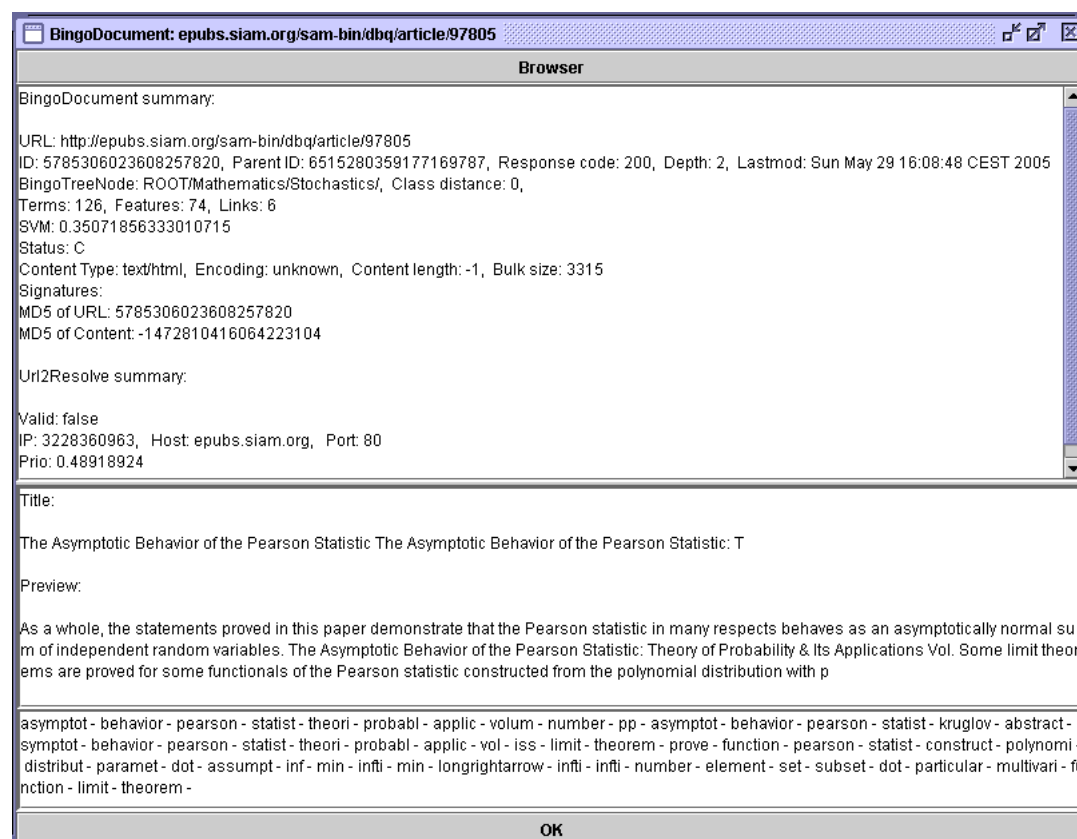 BingoDocument: epubs.siam.org/sam-bin/dbq/article/97805
Browser
BingoDocument summary:
URL: http://epubs.siam.org/sam-bin/dbq/article/97805
ID: 5785306023608257820, Parent ID: 6515280359177169787, Response code: 200, Depth: 2, Lastmod: Sun May 29 16:08:48 CEST 2005
BingoTreeNode: ROOT/Mathematics/Stochastics/, Class distance: 0,
Terms: 126, Features: 74, Links: 6
SVM: 0.35071856333010715
Status: C
Content Type: text/html, Encoding: unknown, Content length: -1, Bulk size: 3315
Signatures:
MD5 of URL: 5785306023608257820
MD5 of Content: -1472810416064223104
Url2Resolve summary:
Valid: false
IP: 3228360963, Host: epubs.siam.org, Port: 80
Prio: 0.48918924
Title:
The Asymptotic Behavior of the Pearson Statistic The Asymptotic Behavior of the Pearson Statistic: T
Preview:
As a whole, the statements proved in this paper demonstrate that the Pearson statistic in many respects behaves as an asymptotically normal su
m of independent random variables. The Asymptotic Behavior of the Pearson Statistic: Theory of Probability & Its Applications Vol. Some limit theor
ems are proved for some functionals of the Pearson statistic constructed from the polynomial distribution with p
asymptot - behavior - pearson - statist - theori - probabl - applic - volum - number - pp - asymptot - behavior - pearson - statist - kruglov - abstract -
symptot - behavior - pearson - statist - theori - probabl - applic - vol - iss - limit - theorem - prove - function - pearson - statist - construct - polynomi -
distribut - paramet - dot - assumpt - inf - min - infti - min - longrightarrow - infti - infti - number - element - set - subset - dot - particular - multivari - fu
nction - limit - theorem -
OK